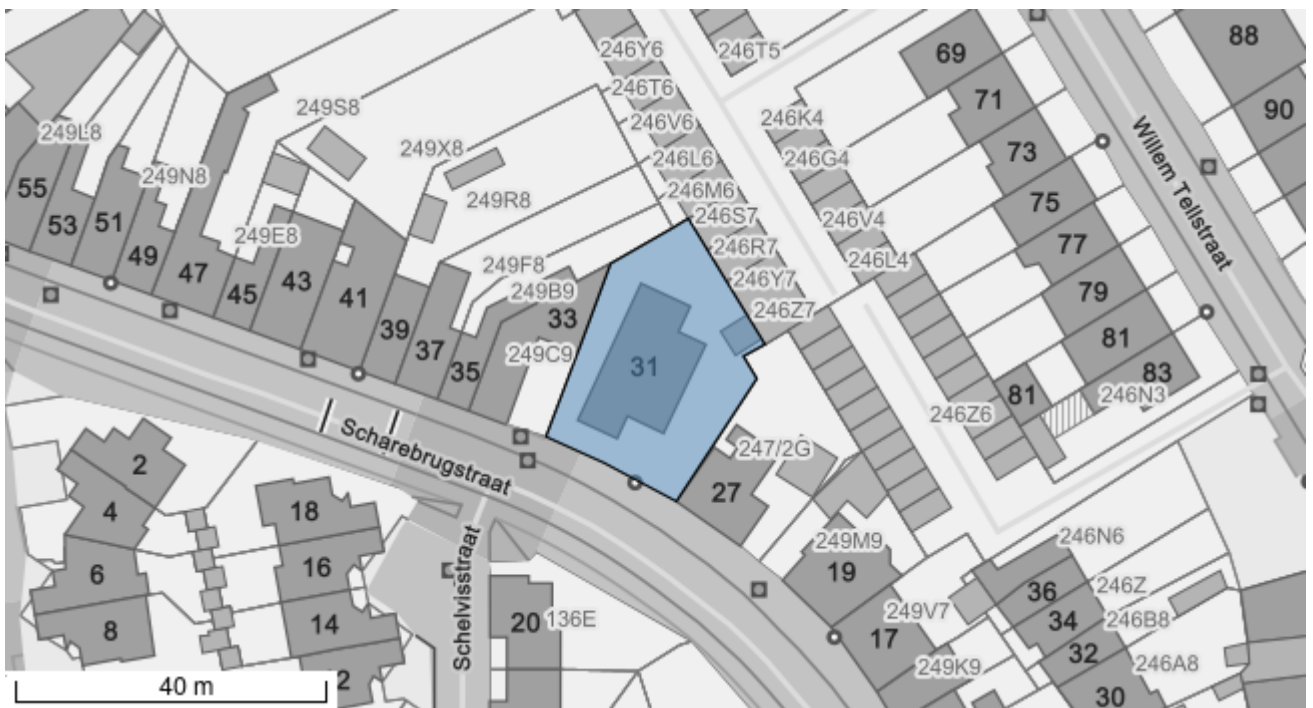 246Y6
246T5
69
88
246T6
71
90
246V6
246K4
73
Willem Tellstraat
249S8
249L8
249X8
246L6
246G4
75
249N8
55
53
51
49
249R8
246M6
246S7
246V4
77
249E8
47
45
43
41
249F8
246R7
246L4
79
249B9
33
246Y7
246Z7
81
39
37
35
249C9
31
83
81
246N3
246Z6
Scharebrugstraat
247/2G
27
2
4
18
249M9
246N6
6
16
Schelvisstraat
19
36
246Z
8
14
20
136E
249V7
17
34
246B8
32
246A8
249K9
30
2
40 m